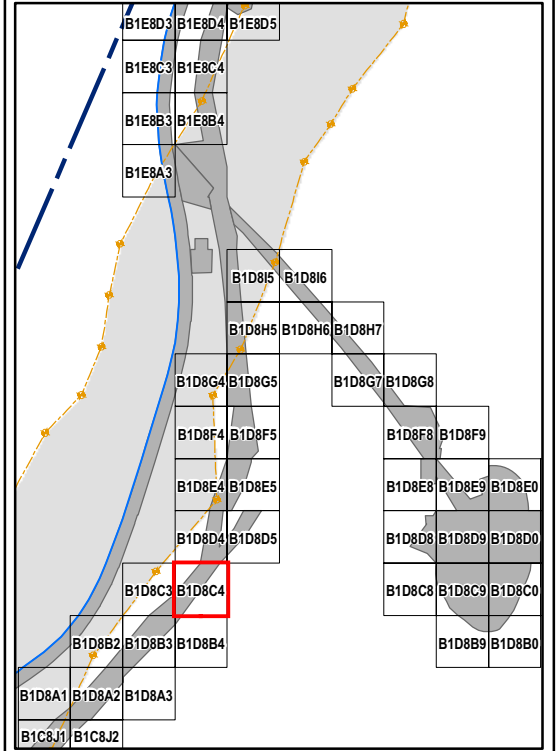 B1E8D3 B1E8D4 B1E8D5
B1E8C3 B1E8C4
B1E8B3 B1E8B4
B1E8A3
B1D8I5 B1D8I6
B1D8H5 B1D8H6 B1D8H7
B1D8G4 B1D8G5 B1D8G7 B1D8G8
B1D8F4 B1D8F5 B1D8F8 B1D8F9
B1D8E4 B1D8E5 B1D8E8 B1D8E9 B1D8E0
B1D8D4 B1D8D5 B1D8D8 B1D8D9 B1D8D0
B1D8C3 B1D8C4 B1D8C8 B1D8C9 B1D8C0
B1D8B2 B1D8B3 B1D8B4 B1D8B9 B1D8B0
B1D8A1 B1D8A2 B1D8A3
B1C8J1 B1C8J2